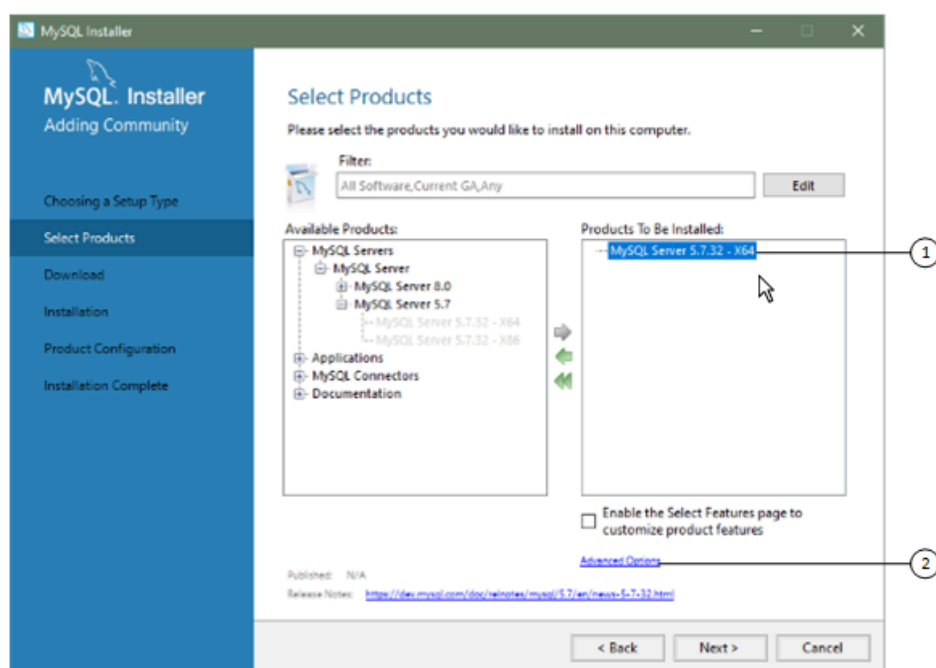 MySQL Installer
MySQL. Installer
Adding Community
Choosing a Setup Type
Select Products
Download
Installation
Product Configuration
Installation Complete
Select Products
Please select the products you would like to install on this computer.
Filter:
All Software,Current GA,Any
Edit
Available Products:
MySQL Servers
MySQL Server
MySQL Server 8.0
MySQL Server 5.7
MySQL Server 5.7.32 - X64
MySQL Server 5.7.32 - X86
Applications
MySQL Connectors
Documentation
Products To Be Installed:
MySQL Server 5.7.32 - X64
1
Enable the Select Features page to
customize product features
Advanced Options
2
Published: N/A
Release Notes: https://dev.mysql.com/doc/relnotes/mysql/5.7/en/news-5-7-32.html
< Back
Next >
Cancel